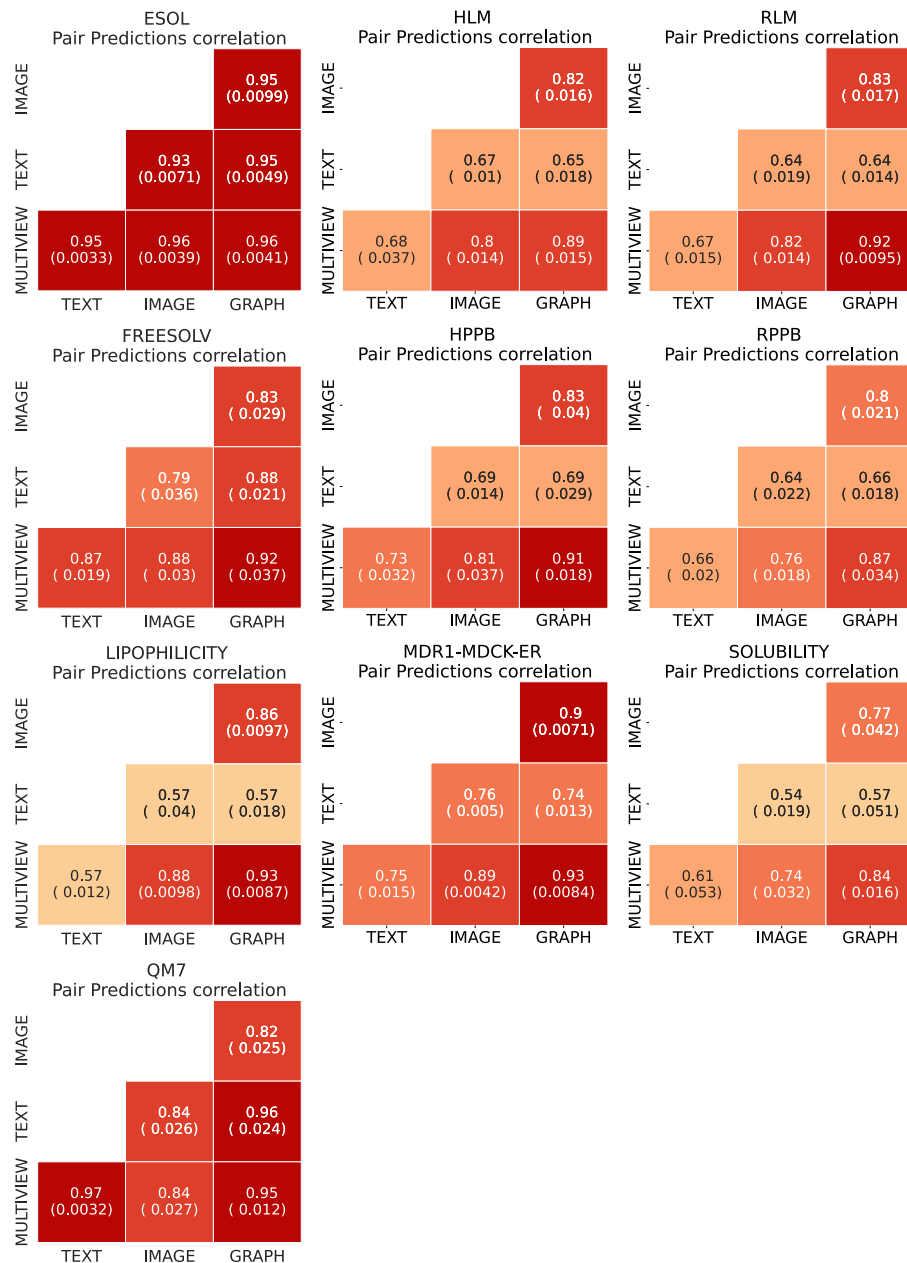 ESOL
Pair Predictions correlation
IMAGE
0.95
(0.0099)
TEXT
0.93
(0.0071)
0.95
(0.0049)
MULTIVIEW
0.95
(0.0033)
0.96
(0.0039)
0.96
(0.0041)
TEXT IMAGE GRAPH
HLM
Pair Predictions correlation
IMAGE
0.82
( 0.016)
TEXT
0.67
( 0.01)
0.65
( 0.018)
MULTIVIEW
0.68
( 0.037)
0.8
( 0.014)
0.89
( 0.015)
TEXT IMAGE GRAPH
RLM
Pair Predictions correlation
IMAGE
0.83
( 0.017)
TEXT
0.64
( 0.019)
0.64
( 0.014)
MULTIVIEW
0.67
( 0.015)
0.82
( 0.014)
0.92
(0.0095)
TEXT IMAGE GRAPH
FREESOLV
Pair Predictions correlation
IMAGE
0.83
( 0.029)
TEXT
0.79
( 0.036)
0.88
( 0.021)
MULTIVIEW
0.87
( 0.019)
0.88
( 0.03)
0.92
( 0.037)
TEXT IMAGE GRAPH
HPPB
Pair Predictions correlation
IMAGE
0.83
( 0.04)
TEXT
0.69
( 0.014)
0.69
( 0.029)
MULTIVIEW
0.73
( 0.032)
0.81
( 0.037)
0.91
( 0.018)
TEXT IMAGE GRAPH
RPPB
Pair Predictions correlation
IMAGE
0.8
( 0.021)
TEXT
0.64
( 0.022)
0.66
( 0.018)
MULTIVIEW
0.66
( 0.02)
0.76
( 0.018)
0.87
( 0.034)
TEXT IMAGE GRAPH
LIPOPHILICITY
Pair Predictions correlation
IMAGE
0.86
(0.0097)
TEXT
0.57
( 0.04)
0.57
( 0.018)
MULTIVIEW
0.57
( 0.012)
0.88
(0.0098)
0.93
(0.0087)
TEXT IMAGE GRAPH
MDR1-MDCK-ER
Pair Predictions correlation
IMAGE
0.9
(0.0071)
TEXT
0.76
( 0.005)
0.74
( 0.013)
MULTIVIEW
0.75
( 0.015)
0.89
(0.0042)
0.93
(0.0084)
TEXT IMAGE GRAPH
SOLUBILITY
Pair Predictions correlation
IMAGE
0.77
( 0.042)
TEXT
0.54
( 0.019)
0.57
( 0.051)
MULTIVIEW
0.61
( 0.053)
0.74
( 0.032)
0.84
( 0.016)
TEXT IMAGE GRAPH
QM7
Pair Predictions correlation
IMAGE
0.82
( 0.025)
TEXT
0.84
( 0.026)
0.96
( 0.024)
MULTIVIEW
0.97
(0.0032)
0.84
( 0.027)
0.95
( 0.012)
TEXT IMAGE GRAPH